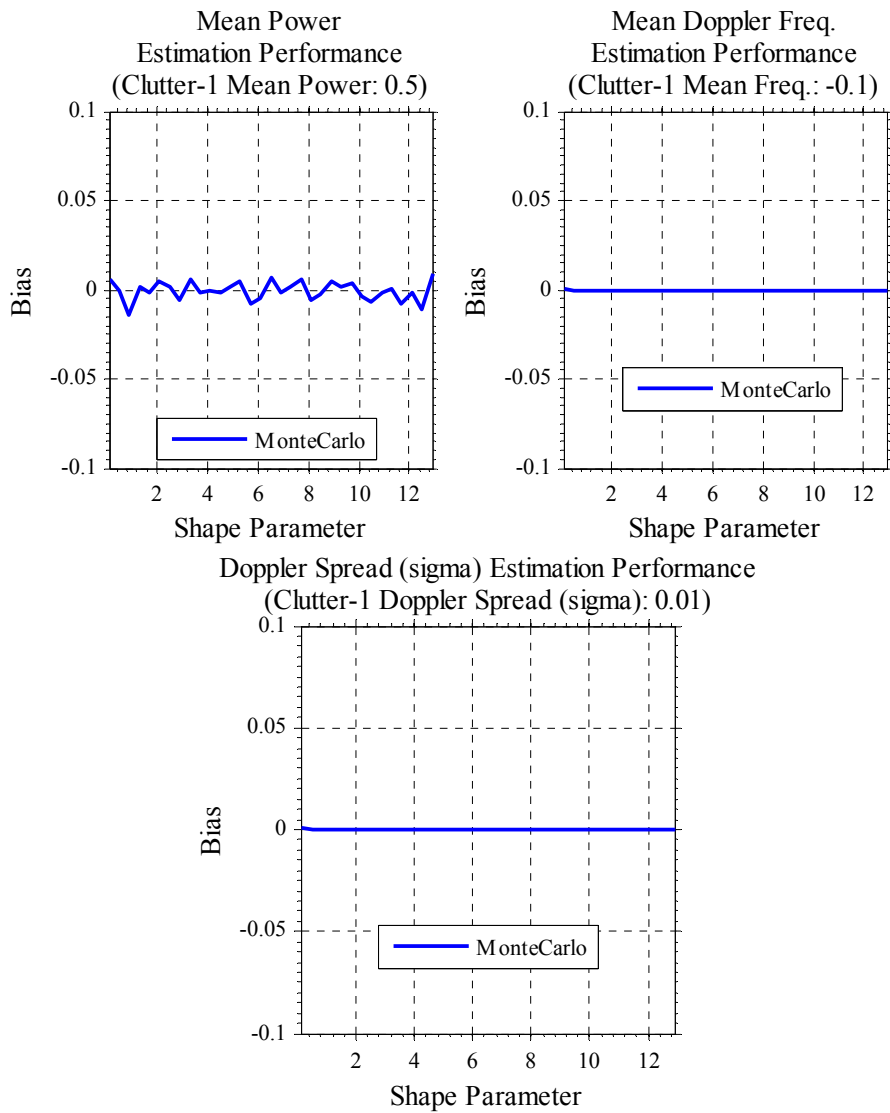 Mean Power
Estimation Performance
(Clutter-1 Mean Power: 0.5)
0.1
0.05
0
-0.05
-0.1
Bias
MonteCarlo
2 4 6 8 10 12
Shape Parameter
Mean Doppler Freq.
Estimation Performance
(Clutter-1 Mean Freq.: -0.1)
0.1
0.05
0
-0.05
-0.1
Bias
MonteCarlo
2 4 6 8 10 12
Shape Parameter
Doppler Spread (sigma) Estimation Performance
(Clutter-1 Doppler Spread (sigma): 0.01)
0.1
0.05
0
-0.05
-0.1
Bias
MonteCarlo
2 4 6 8 10 12
Shape Parameter